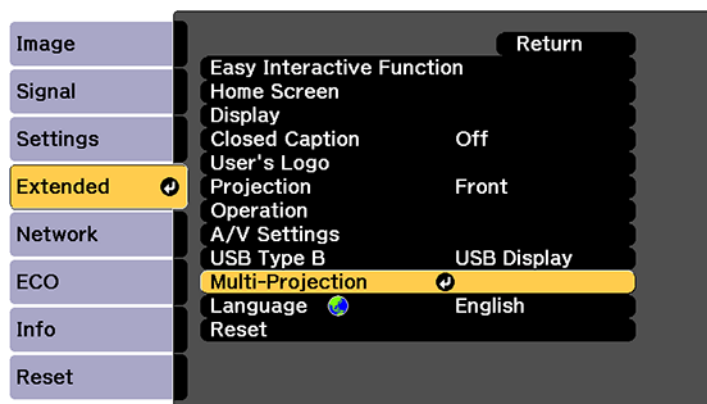 Image
Signal
Settings
Extended
Network
ECO
Info
Reset
Return
Easy Interactive Function
Home Screen
Display
Closed Caption Off
User's Logo
Projection Front
Operation
A/V Settings
USB Type B USB Display
Multi-Projection
Language English
Reset